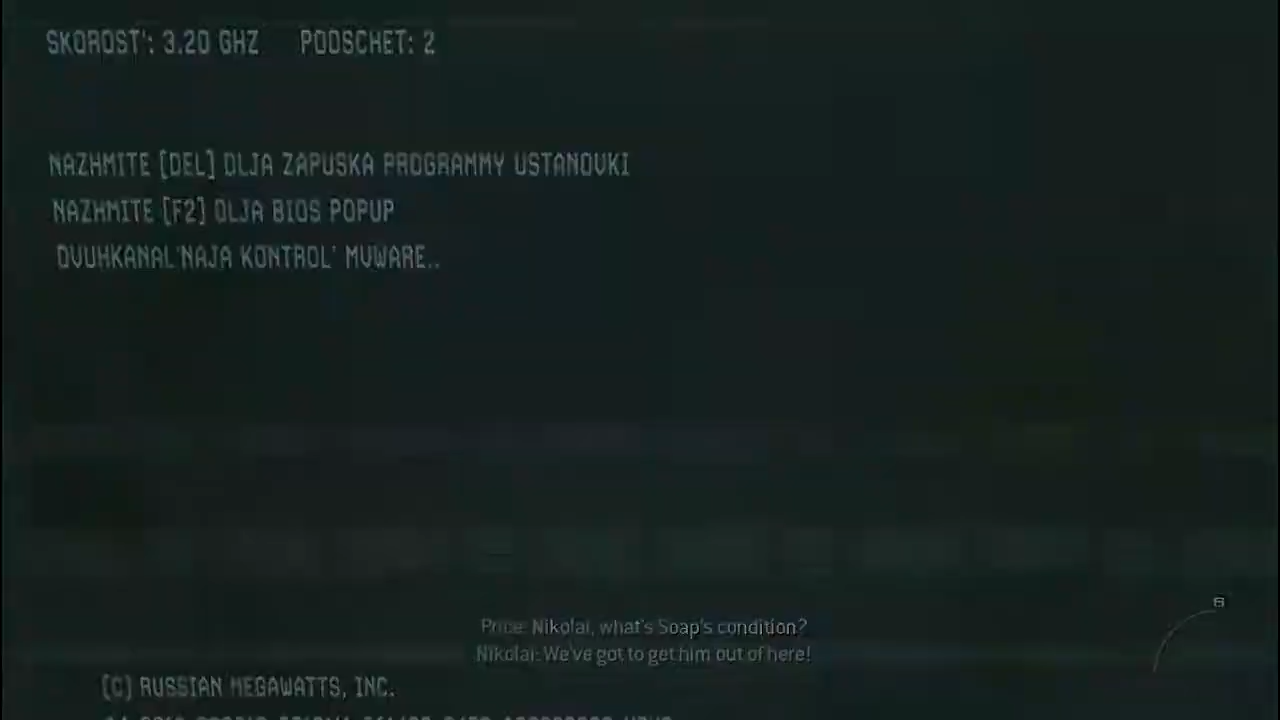 SKOROST': 3.20 GHZ PODSCHET: 2
NAZHMITE [DEL] DLJA ZAPUSKA PROGRAMMY USTANOVKI
NAZHMITE [F2] DLJA BIOS POPUP
DVUHKANAL'NAJA KONTROL' MVWARE..
Price: Nikolai, what's Soap's condition?
Nikolai: We've got to get him out of here!
(C) RUSSIAN MEGAWATTS, INC.